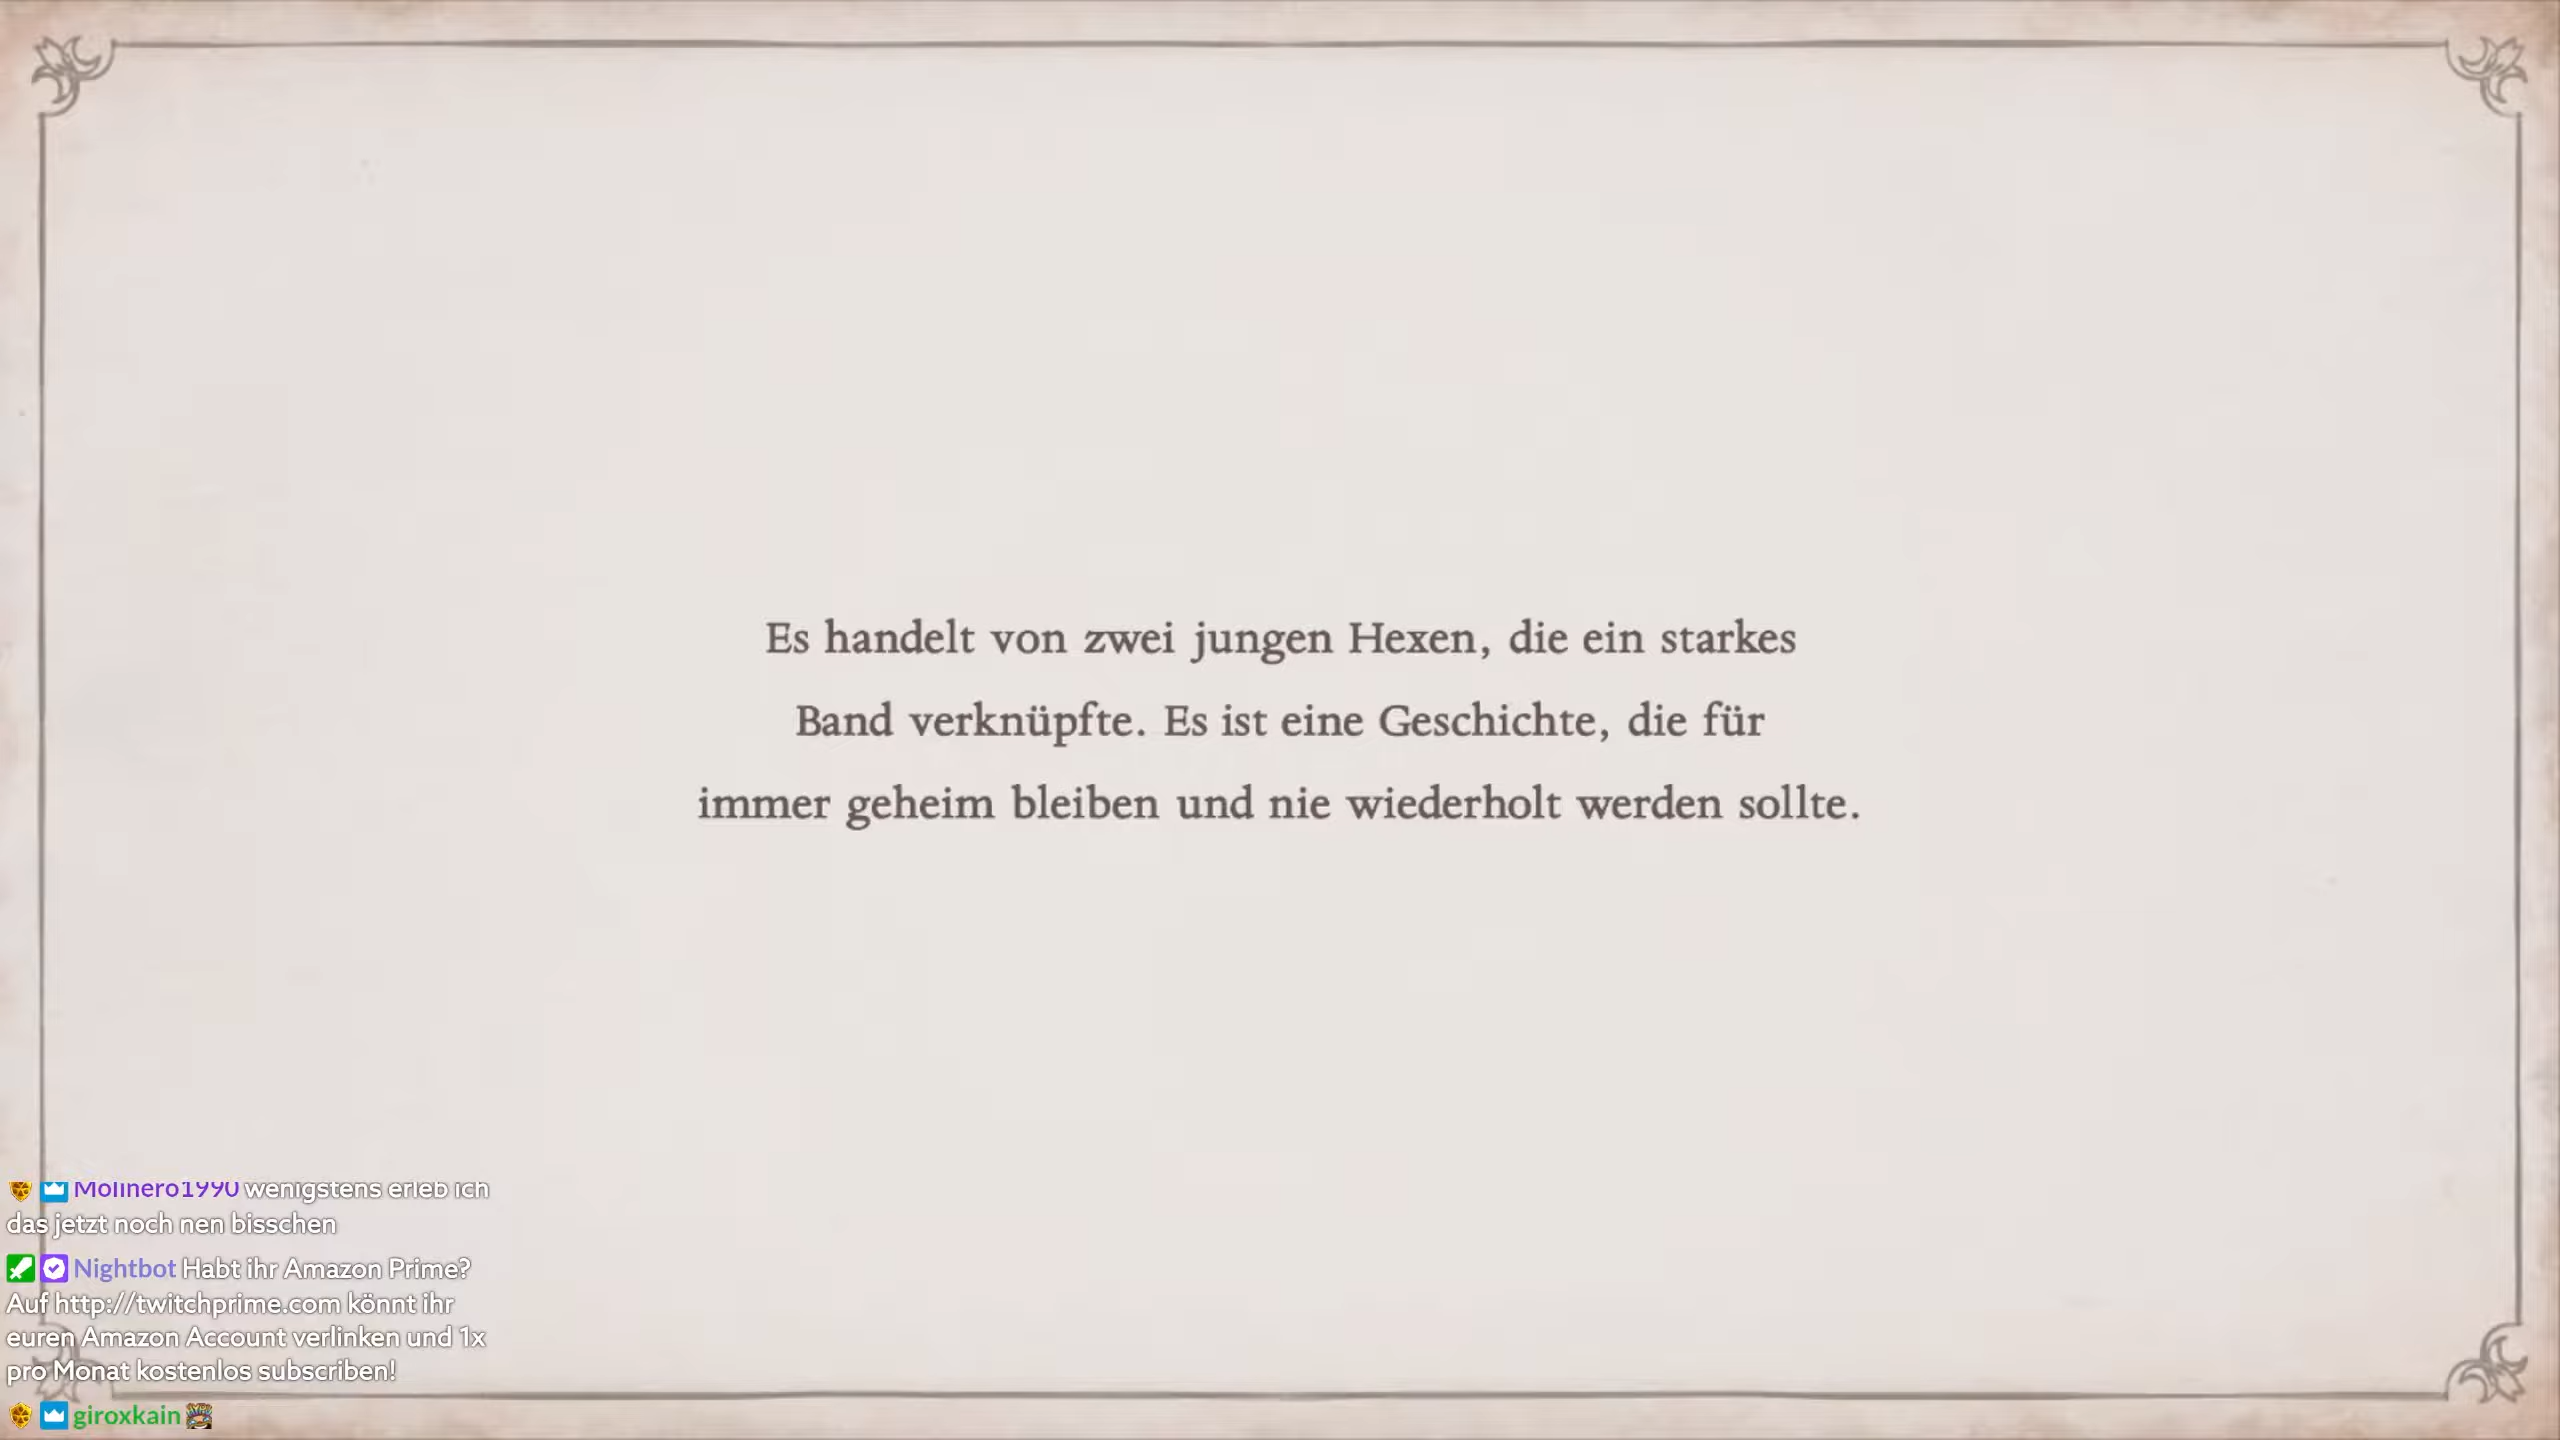 Es handelt von zwei jungen Hexen, die ein starkes
Band verknüpfte. Es ist eine Geschichte, die für
immer geheim bleiben und nie wiederholt werden sollte.
Molinero1990 wenigstens erleb ich
das jetzt noch nen bisschen
Nightbot Habt ihr Amazon Prime?
Auf http://twitchprime.com könnt ihr
euren Amazon Account verlinken und 1x
pro Monat kostenlos subscriben!
giroxkain